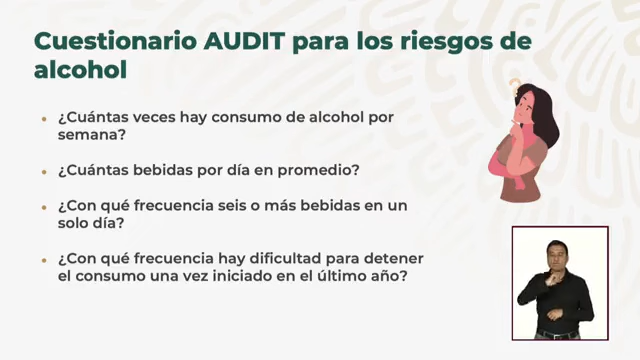 Cuestionario AUDIT para los riesgos de
alcohol
• ¿Cuántas veces hay consumo de alcohol por
semana?
• ¿Cuántas bebidas por día en promedio?
• ¿Con qué frecuencia seis o más bebidas en un
solo día?
• ¿Con qué frecuencia hay dificultad para detener
el consumo una vez iniciado en el último año?